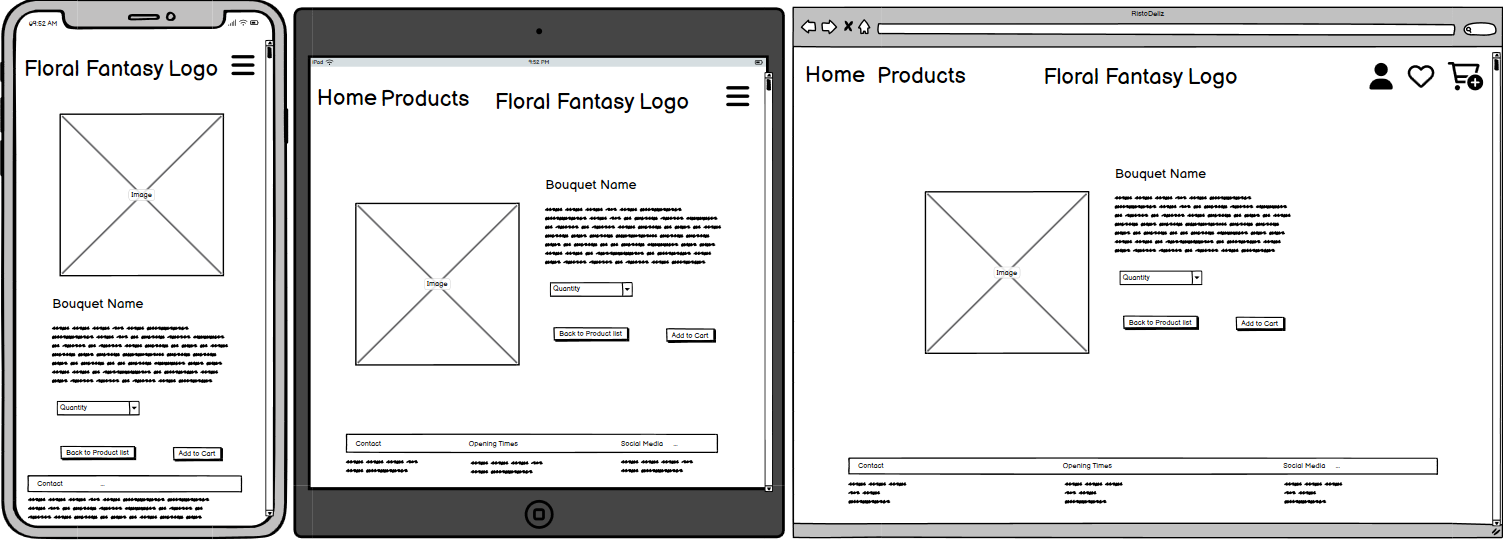 9:52 AM
Floral Fantasy Logo
Image
Bouquet Name
Quantity
Back to Product list
Add to Cart
Contact ...
iPad
9:52 PM
Home Products Floral Fantasy Logo
Image
Bouquet Name
Quantity
Back to Product list
Add to Cart
Contact Opening Times Social Media ...
RistoDeliz
Home Products Floral Fantasy Logo
Image
Bouquet Name
Quantity
Back to Product list
Add to Cart
Contact Opening Times Social Media ...